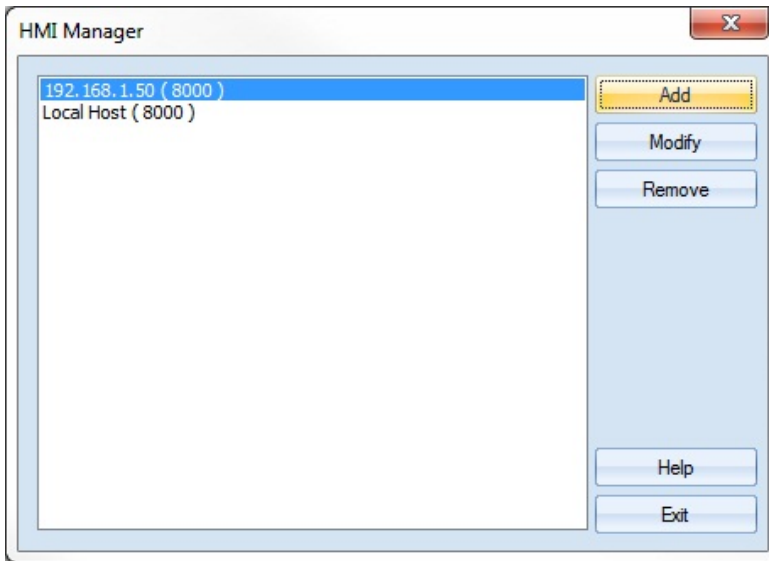 HMI Manager
192.168.1.50 ( 8000 )
Local Host ( 8000 )
Add
Modify
Remove
Help
Exit